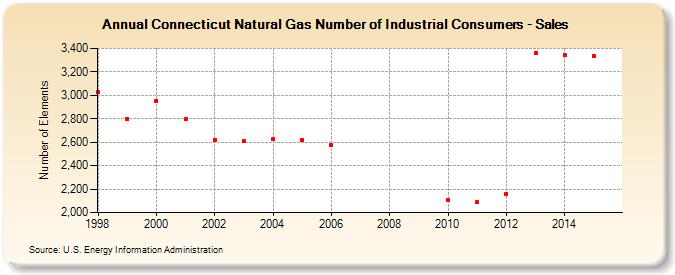 Annual Connecticut Natural Gas Number of Industrial Consumers - Sales
Number of Elements
3,400
3,200
3,000
2,800
2,600
2,400
2,200
2,000
1998 2000 2002 2004 2006 2008 2010 2012 2014
Source: U.S. Energy Information Administration